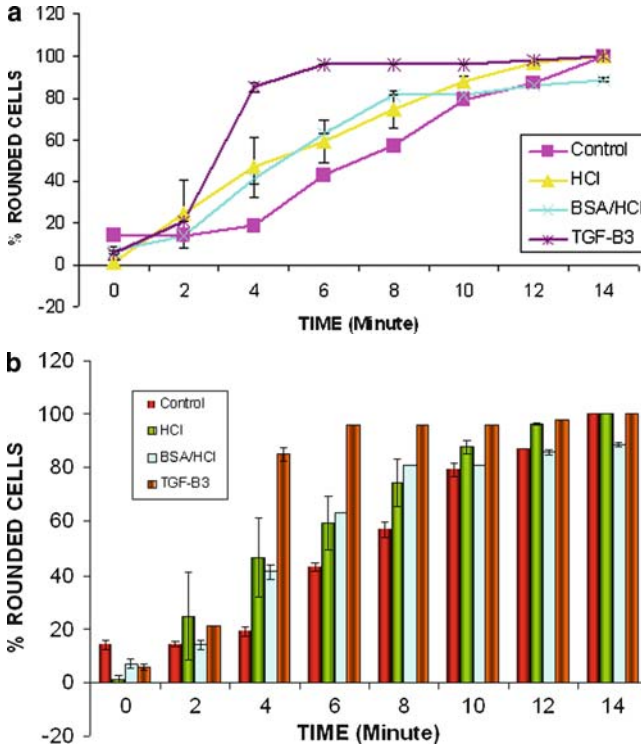 a
120
100
80
60
40
20
0
-20
% ROUNDED CELLS
Control
HCl
BSA/HCl
TGF-B3
0 2 4 6 8 10 12 14
TIME (Minute)
b
120
100
80
60
40
20
0
-20
% ROUNDED CELLS
Control
HCl
BSA/HCl
TGF-B3
0 2 4 6 8 10 12 14
TIME (Minute)